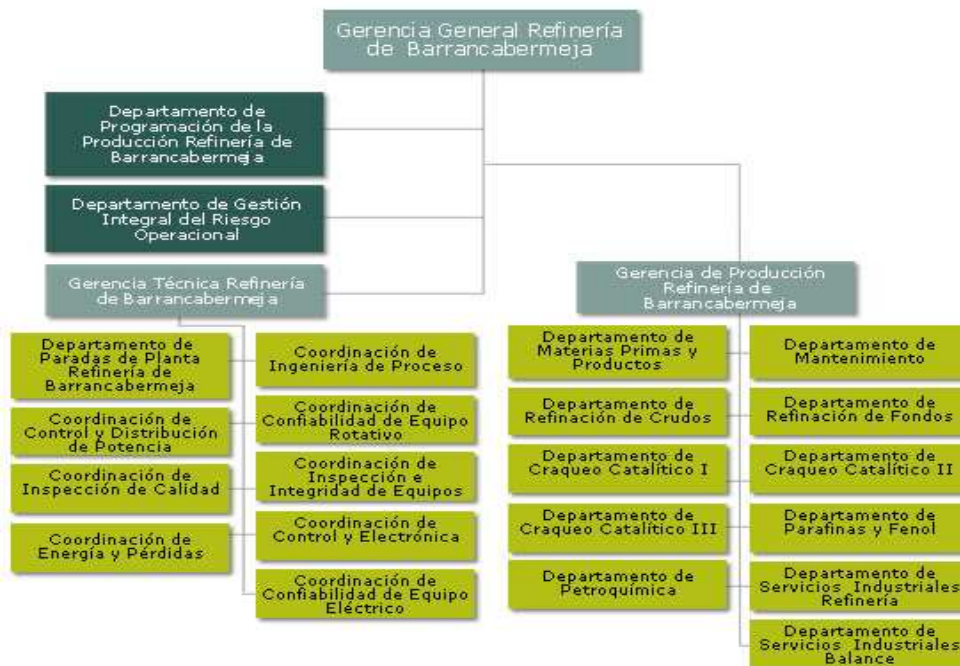 Gerencia General Refinería
de Barrancabermeja
Departamento de
Programación de la
Producción Refinería de
Barrancabermeja
Departamento de Gestión
Integral del Riesgo
Operacional
Gerencia Técnica Refinería
de Barrancabermeja
Gerencia de Producción
Refinería de
Barrancabermeja
Departamento de
Paradas de Planta
Refinería de
Barrancabermeja
Coordinación de
Ingeniería de Proceso
Coordinación de
Control y Distribución
de Potencia
Coordinación de
Confiabilidad de Equipo
Rotativo
Coordinación de
Inspección de Calidad
Coordinación de
Inspección e
Integridad de Equipos
Coordinación de
Energía y Pérdidas
Coordinación de
Control y Electrónica
Coordinación de
Confiabilidad de Equipo
Eléctrico
Departamento de
Materias Primas y
Productos
Departamento de
Mantenimiento
Departamento de
Refinación de Crudos
Departamento de
Refinación de Fondos
Departamento de
Craqueo Catalítico I
Departamento de
Craqueo Catalítico II
Departamento de
Craqueo Catalítico III
Departamento de
Parafinas y Fenol
Departamento de
Petroquímica
Departamento de
Servicios Industriales
Refinería
Departamento de
Servicios Industriales
Balance